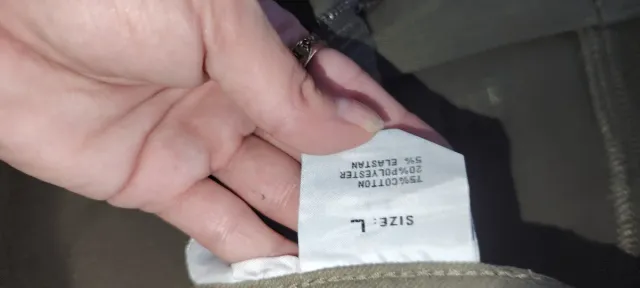 SIZE: L
75%COTTON
20%POLYESTER
5% ELASTAN